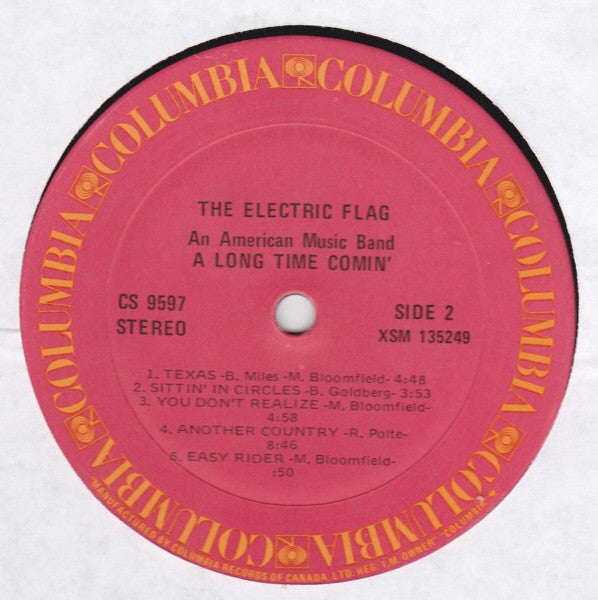 COLUMBIA COLUMBIA COLUMBIA COLUMBIA COLUMBIA COLUMBIA
THE ELECTRIC FLAG
An American Music Band
A LONG TIME COMIN'
CS 9597
STEREO
SIDE 2
XSM 135249
1. TEXAS -B. Miles -M. Bloomfield- 4:48
2. SITTIN' IN CIRCLES -B. Goldberg- 3:53
3. YOU DON'T REALIZE -M. Bloomfield-
4:58
4. ANOTHER COUNTRY -R. Polte-
8:46
5. EASY RIDER -M. Bloomfield-
:50
"MANUFACTURED BY COLUMBIA RECORDS OF CANADA, LTD. REG. T.M. OWNER" "COLUMBIA"